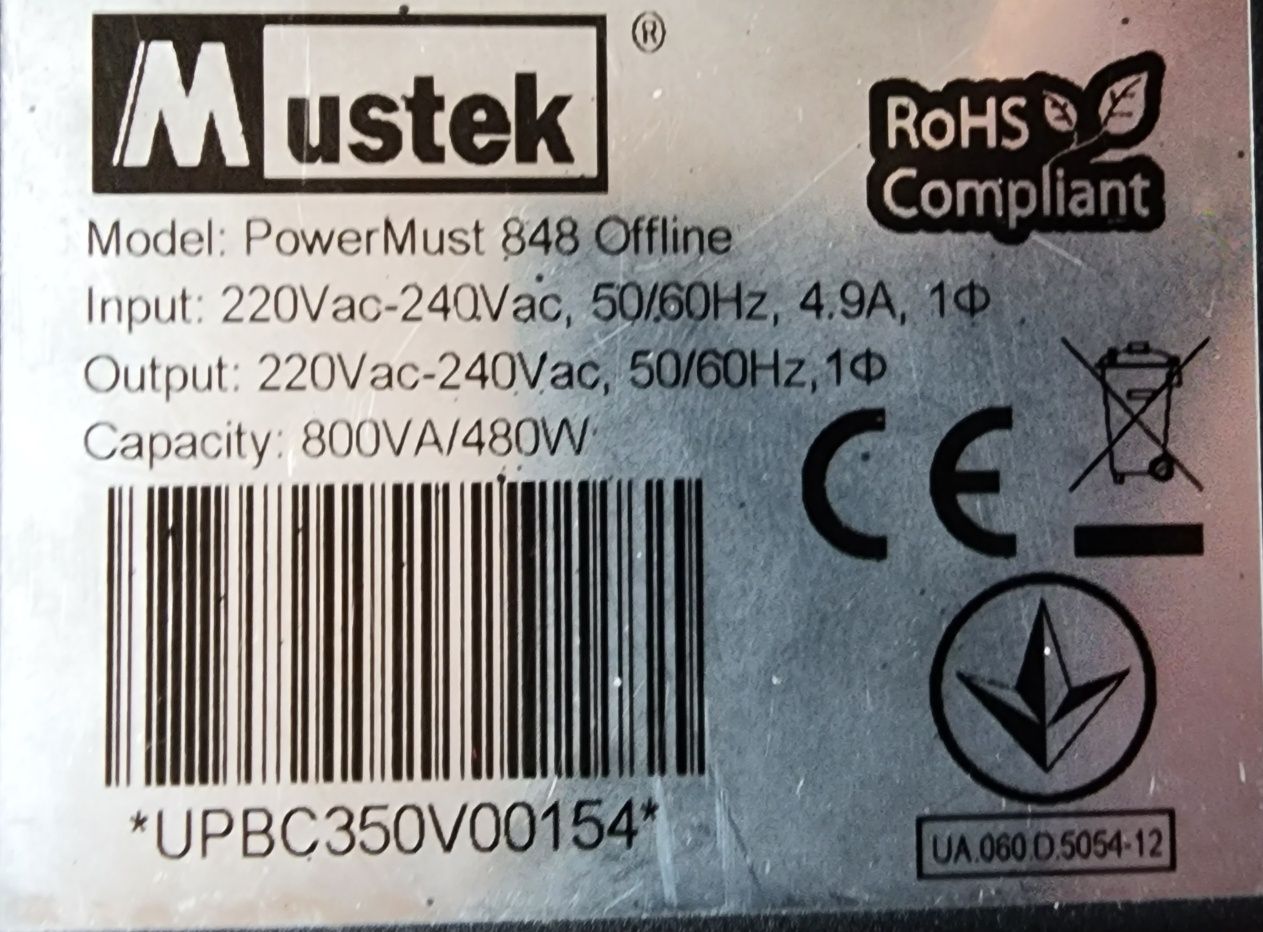 Mustek ®
RoHS
Compliant
Model: PowerMust 848 Offline
Input: 220Vac-240Vac, 50/60Hz, 4.9A, 1Φ
Output: 220Vac-240Vac, 50/60Hz,1Φ
Capacity: 800VA/480W
CE
*UPBC350V00154*
UA.060.D.5054-12